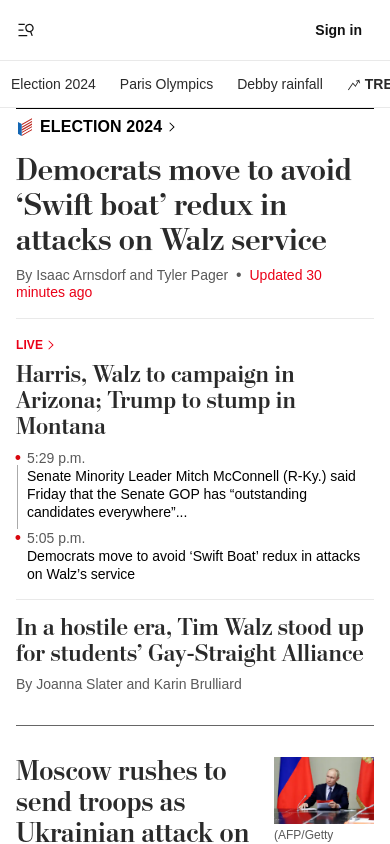 Sign in
Election 2024 Paris Olympics Debby rainfall TRE
ELECTION 2024
Democrats move to avoid
‘Swift boat’ redux in
attacks on Walz service
By Isaac Arnsdorf and Tyler Pager • Updated 30
minutes ago
LIVE
Harris, Walz to campaign in
Arizona; Trump to stump in
Montana
5:29 p.m.
Senate Minority Leader Mitch McConnell (R-Ky.) said
Friday that the Senate GOP has “outstanding
candidates everywhere”...
5:05 p.m.
Democrats move to avoid ‘Swift Boat’ redux in attacks
on Walz’s service
In a hostile era, Tim Walz stood up
for students’ Gay-Straight Alliance
By Joanna Slater and Karin Brulliard
Moscow rushes to
send troops as
Ukrainian attack on
(AFP/Getty